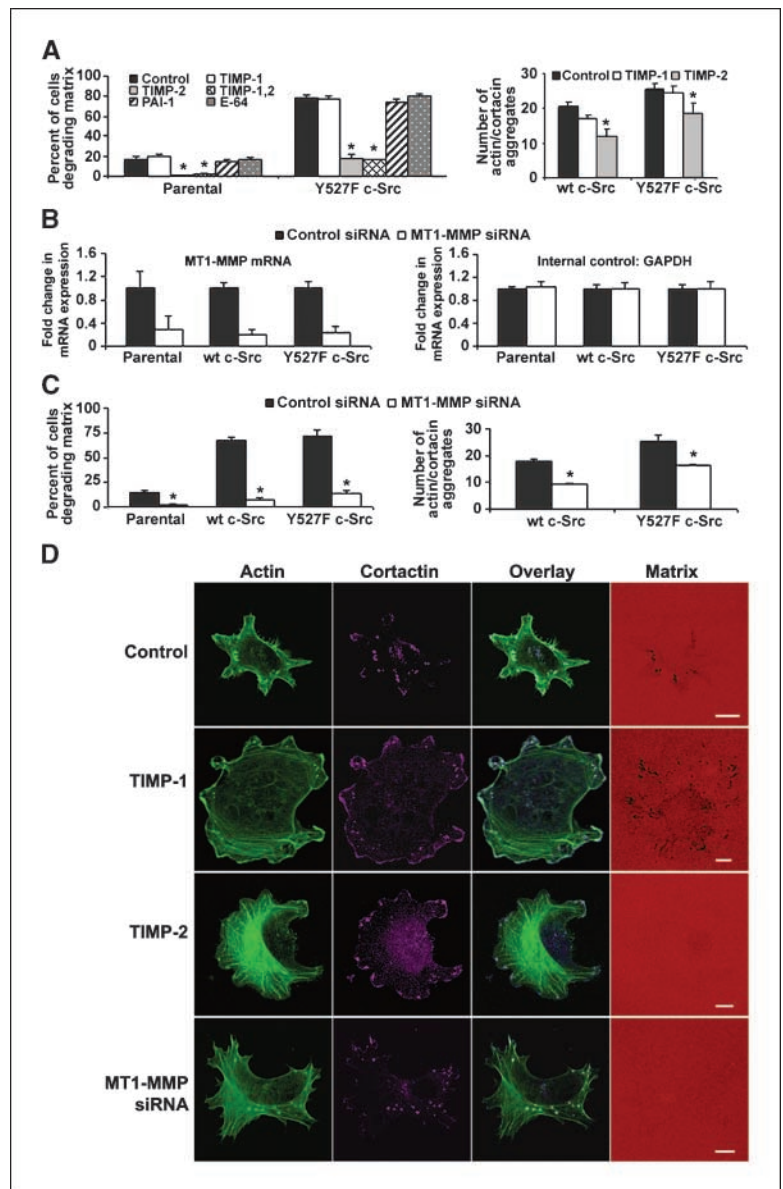 A
Percent of cells
degrading matrix
100
80
60
40
20
0
Control
TIMP-1
TIMP-2
TIMP-1,2
PAI-1
E-64
*
*
*
*
Parental
Y527F c-Src
Number of
actin/cortacin
aggregates
30
20
10
0
Control
TIMP-1
TIMP-2
*
*
wt c-Src
Y527F c-Src
B
Control siRNA
MT1-MMP siRNA
Fold change in
mRNA expression
1.6
1.2
0.8
0.4
0
MT1-MMP mRNA
Parental
wt c-Src
Y527F c-Src
Fold change in
mRNA expression
1.6
1.2
0.8
0.4
0
Internal control: GAPDH
Parental
wt c-Src
Y527F c-Src
C
Control siRNA
MT1-MMP siRNA
Percent of cells
degrading matrix
100
75
50
25
0
*
*
*
Parental
wt c-Src
Y527F c-Src
Number of
actin/cortacin
aggregates
40
30
20
10
0
*
*
wt c-Src
Y527F c-Src
D
Actin
Cortactin
Overlay
Matrix
Control
TIMP-1
TIMP-2
MT1-MMP
siRNA